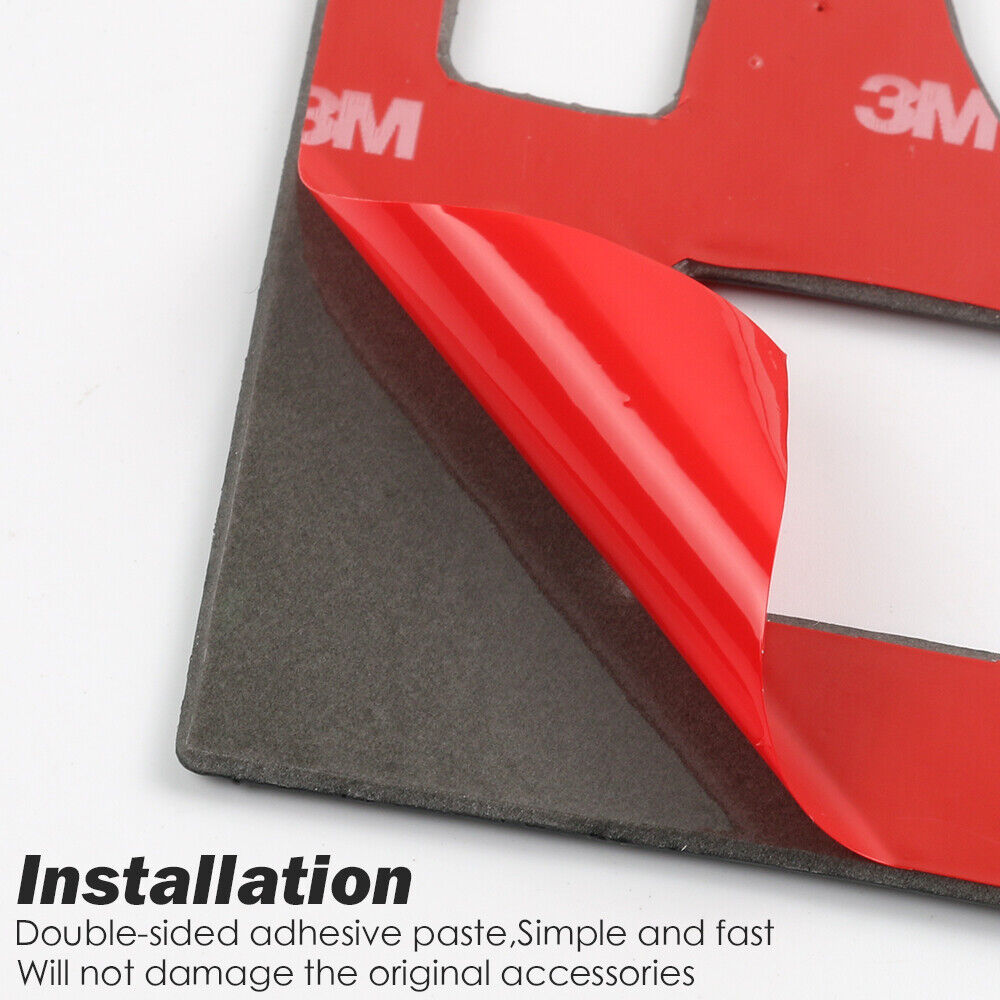 3M
3M
Installation
Double-sided adhesive paste,Simple and fast
Will not damage the original accessories